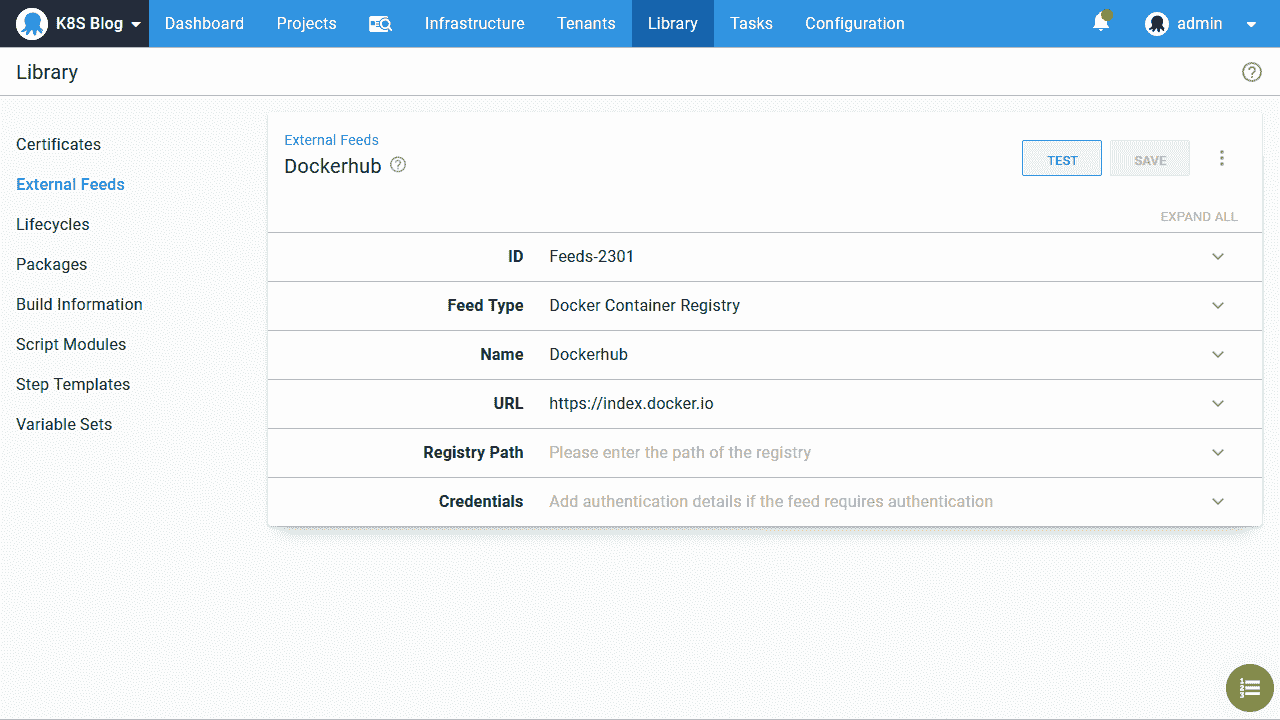 K8S Blog Dashboard Projects Infrastructure Tenants Library Tasks Configuration admin
Library
Certificates
External Feeds
Lifecycles
Packages
Build Information
Script Modules
Step Templates
Variable Sets
External Feeds
Dockerhub
TEST SAVE
EXPAND ALL
ID Feeds-2301
Feed Type Docker Container Registry
Name Dockerhub
URL https://index.docker.io
Registry Path Please enter the path of the registry
Credentials Add authentication details if the feed requires authentication